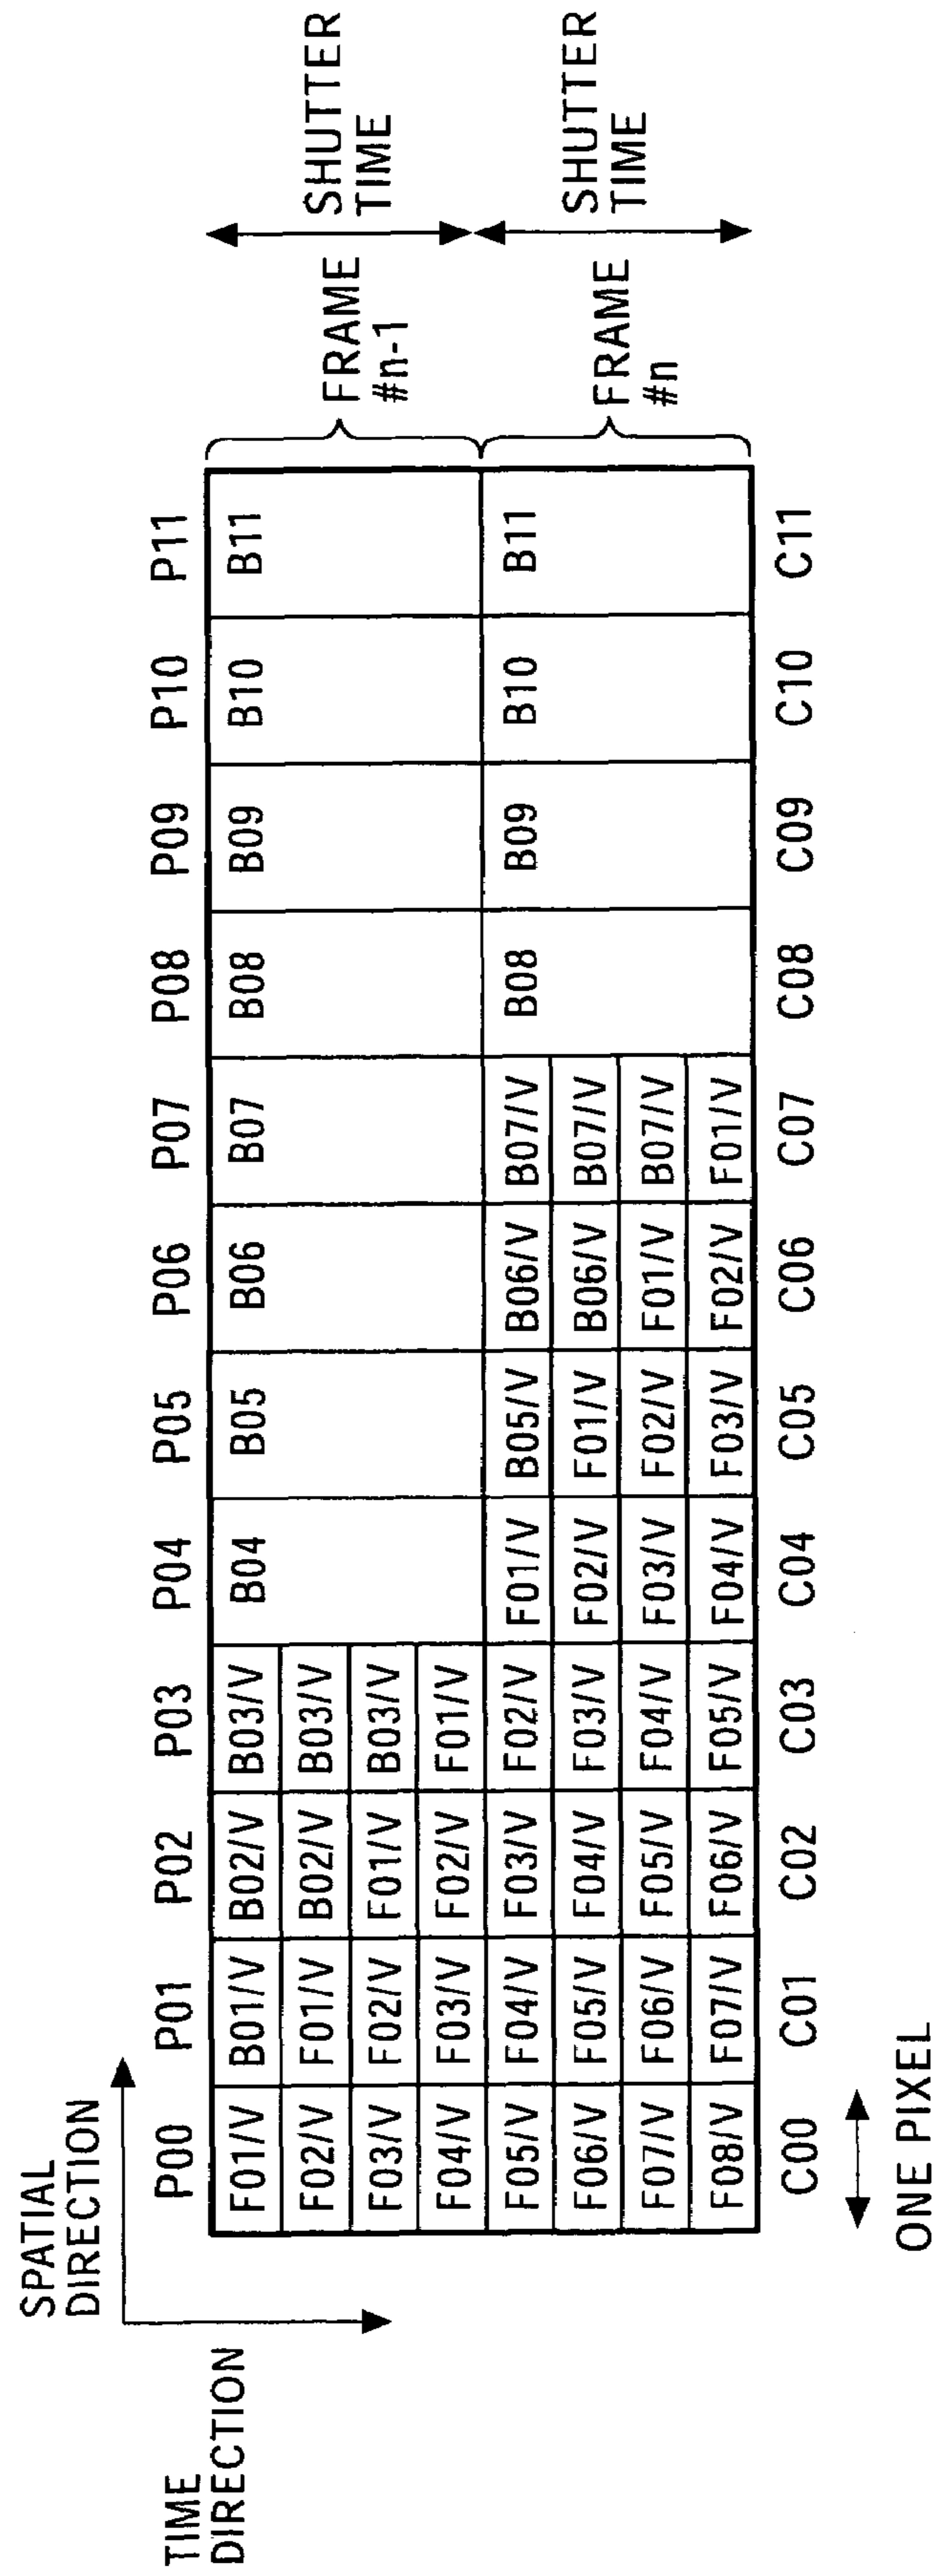 SPATIAL
DIRECTION
TIME
DIRECTION
P00 P01 P02 P03 P04 P05 P06 P07 P08 P09 P10 P11
F01/V B01/V B02/V B03/V B04 B05 B06 B07 B08 B09 B10 B11
F02/V F01/V B02/V B03/V
F03/V F02/V F01/V B03/V
F04/V F03/V F02/V F01/V
FRAME
#n-1
SHUTTER
TIME
F05/V F04/V F03/V F02/V F01/V B05/V B06/V B07/V B08 B09 B10 B11
F06/V F05/V F04/V F03/V F02/V F01/V B06/V B07/V
F07/V F06/V F05/V F04/V F03/V F02/V F01/V B07/V
F08/V F07/V F06/V F05/V F04/V F03/V F02/V F01/V
FRAME
#n
SHUTTER
TIME
C00 C01 C02 C03 C04 C05 C06 C07 C08 C09 C10 C11
ONE PIXEL